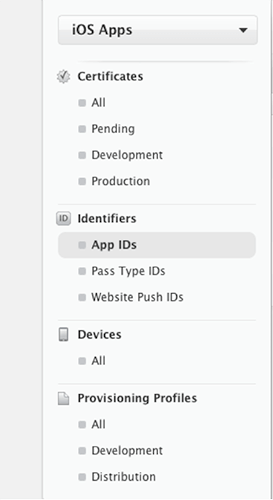 iOS Apps
Certificates
All
Pending
Development
Production
ID Identifiers
App IDs
Pass Type IDs
Website Push IDs
Devices
All
Provisioning Profiles
All
Development
Distribution